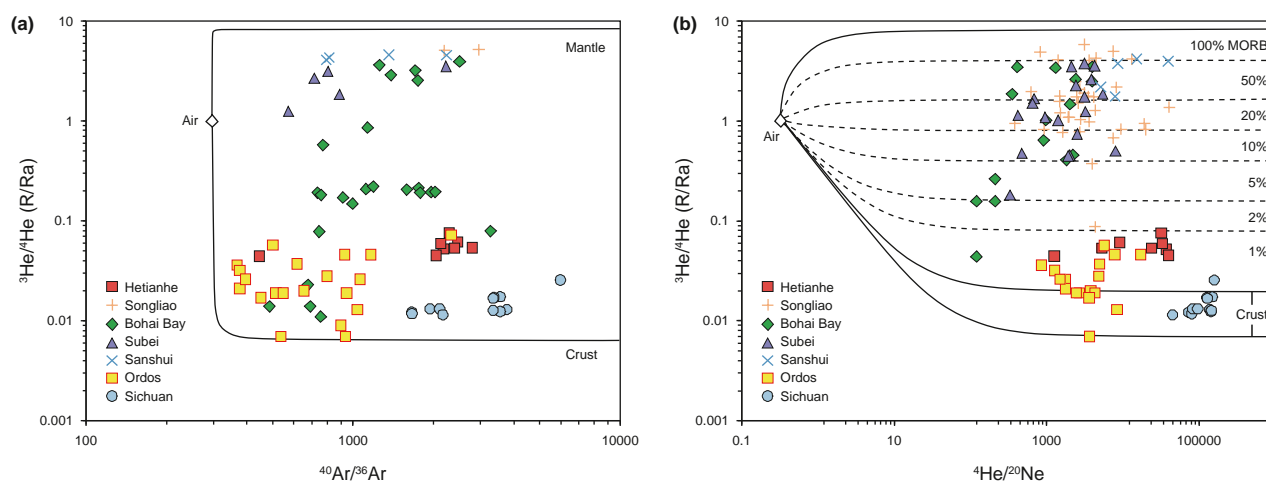 (a)
³He/⁴He (R/Ra)
10
1
0.1
0.01
0.001
Mantle
Air
Crust
Hetianhe
Songliao
Bohai Bay
Subei
Sanshui
Ordos
Sichuan
100
1000
10000
⁴⁰Ar/³⁶Ar
(b)
³He/⁴He (R/Ra)
10
1
0.1
0.01
0.001
100% MORB
50%
20%
10%
5%
2%
1%
Air
Crust
Hetianhe
Songliao
Bohai Bay
Subei
Sanshui
Ordos
Sichuan
0.1
10
1000
100000
⁴He/²⁰Ne